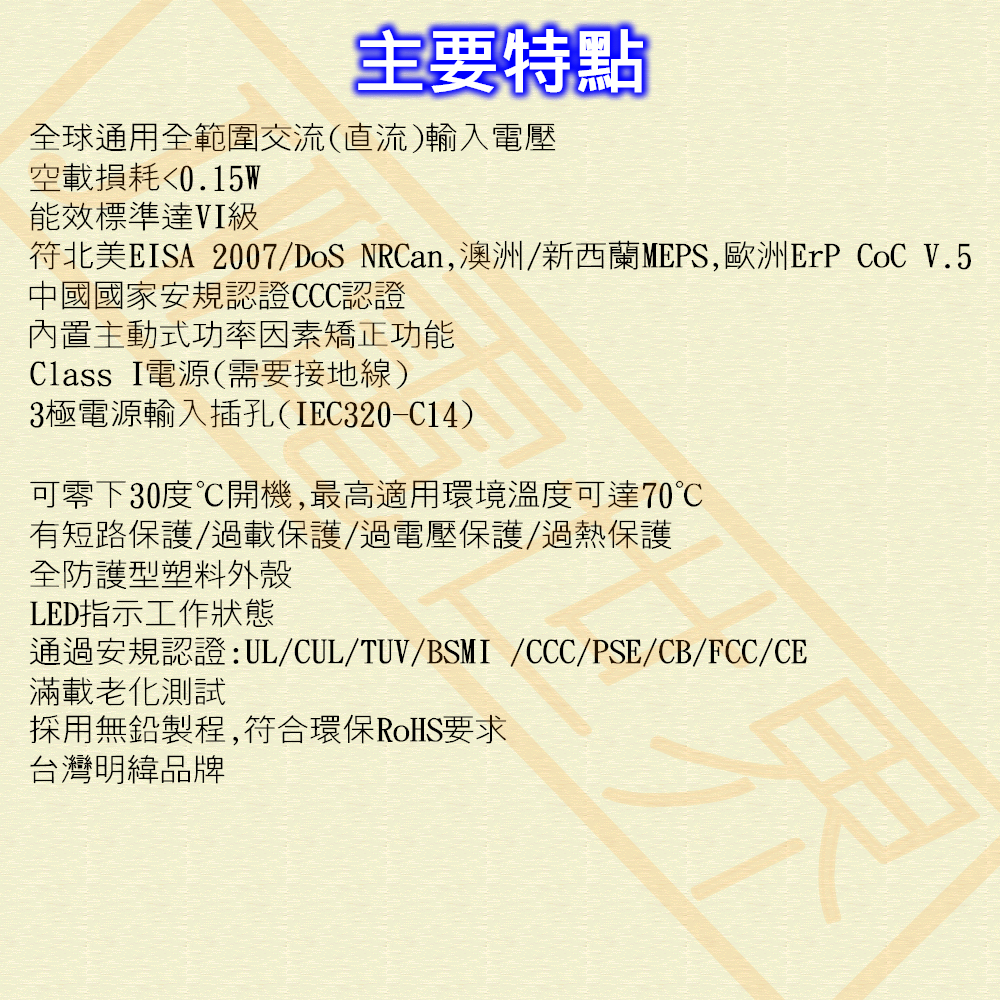 主要特點
全球通用全範圍交流(直流)輸入電壓
空載損耗<0.15W
能效標準達VI級
符北美EISA 2007/DoS NRCan,澳洲/新西蘭MEPS,歐洲ErP CoC V.5
中國國家安規認證CCC認證
內置主動式功率因素矯正功能
Class I電源(需要接地線)
3極電源輸入插孔(IEC320-C14)
可零下30度℃開機,最高適用環境溫度可達70℃
有短路保護/過載保護/過電壓保護/過熱保護
全防護型塑料外殼
LED指示工作狀態
通過安規認證:UL/CUL/TUV/BSMI /CCC/PSE/CB/FCC/CE
滿載老化測試
採用無鉛製程,符合環保RoHS要求
台灣明緯品牌